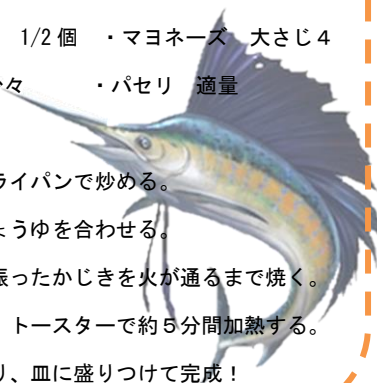 1/2個 ・マヨネーズ 大さじ4
々 ・パセリ 適量
ライパンで炒める。
ょうゆを合わせる。
振ったかじきを火が通るまで焼く。
トースターで約5分間加熱する。
り、皿に盛りつけて完成！